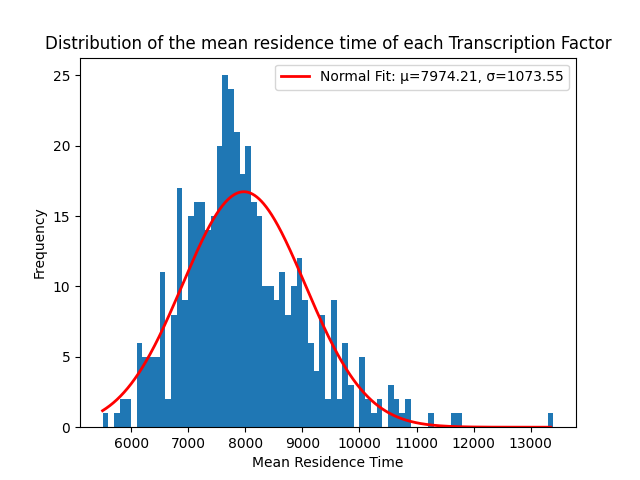 Distribution of the mean residence time of each Transcription Factor
Normal Fit: μ=7974.21, σ=1073.55
25
20
15
10
5
0
Frequency
6000 7000 8000 9000 10000 11000 12000 13000
Mean Residence Time